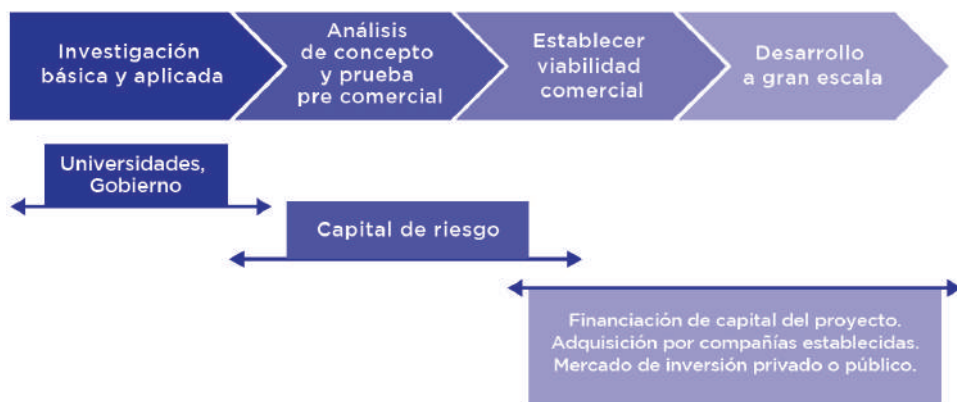 Investigación
básica y aplicada
Análisis
de concepto
y prueba
pre comercial
Establecer
viabilidad
comercial
Desarrollo
a gran escala
Universidades,
Gobierno
Capital de riesgo
Financiación de capital del proyecto.
Adquisición por compañías establecidas.
Mercado de inversión privado o público.